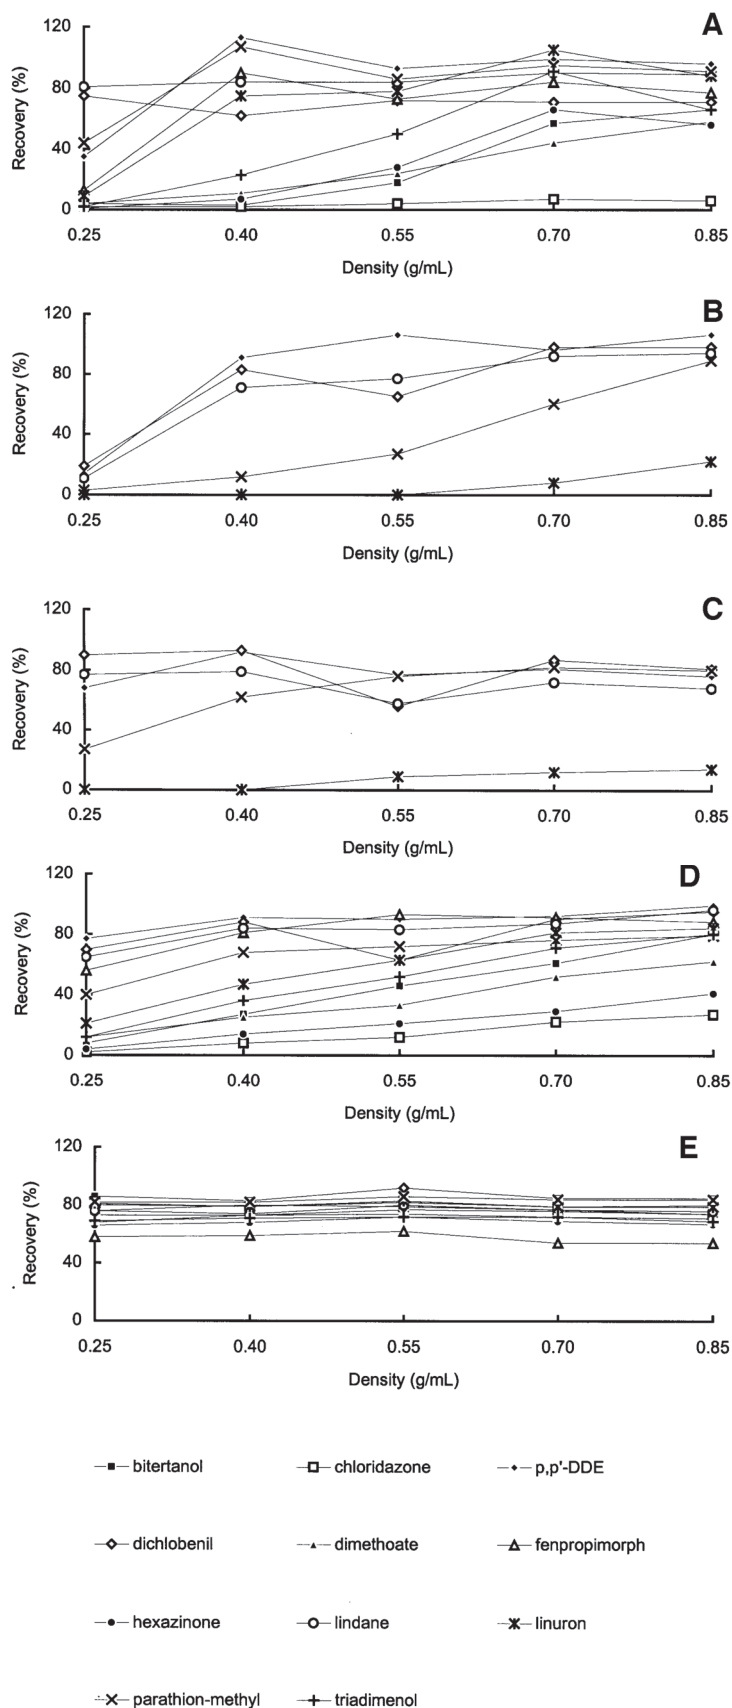 A
120
80
40
0
Recovery (%)
0.25 0.40 0.55 0.70 0.85
Density (g/mL)
B
120
80
40
0
Recovery (%)
0.25 0.40 0.55 0.70 0.85
Density (g/mL)
C
120
80
40
0
Recovery (%)
0.25 0.40 0.55 0.70 0.85
Density (g/mL)
D
120
80
40
0
Recovery (%)
0.25 0.40 0.55 0.70 0.85
Density (g/mL)
E
120
80
40
0
Recovery (%)
0.25 0.40 0.55 0.70 0.85
Density (g/mL)
bitertanol chloridazone p,p'-DDE
dichlobenil dimethoate fenpropimorph
hexazinone lindane linuron
parathion-methyl triadimenol